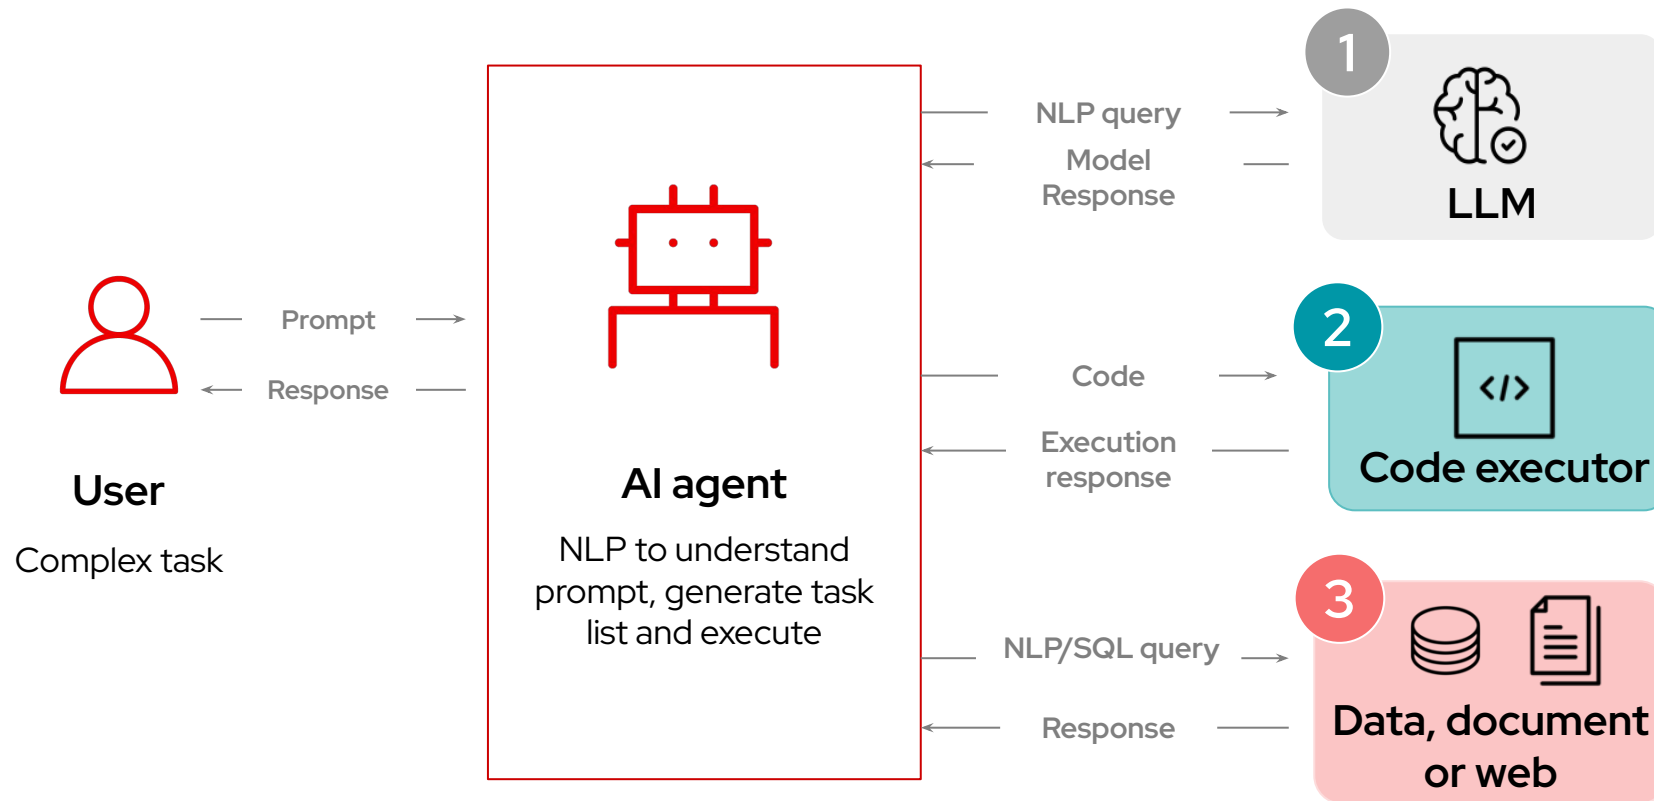 Prompt
Response
User
Complex task
AI agent
NLP to understand
prompt, generate task
list and execute
NLP query
Model
Response
1
LLM
Code
Execution
response
2
</>
Code executor
NLP/SQL query
Response
3
Data, document
or web